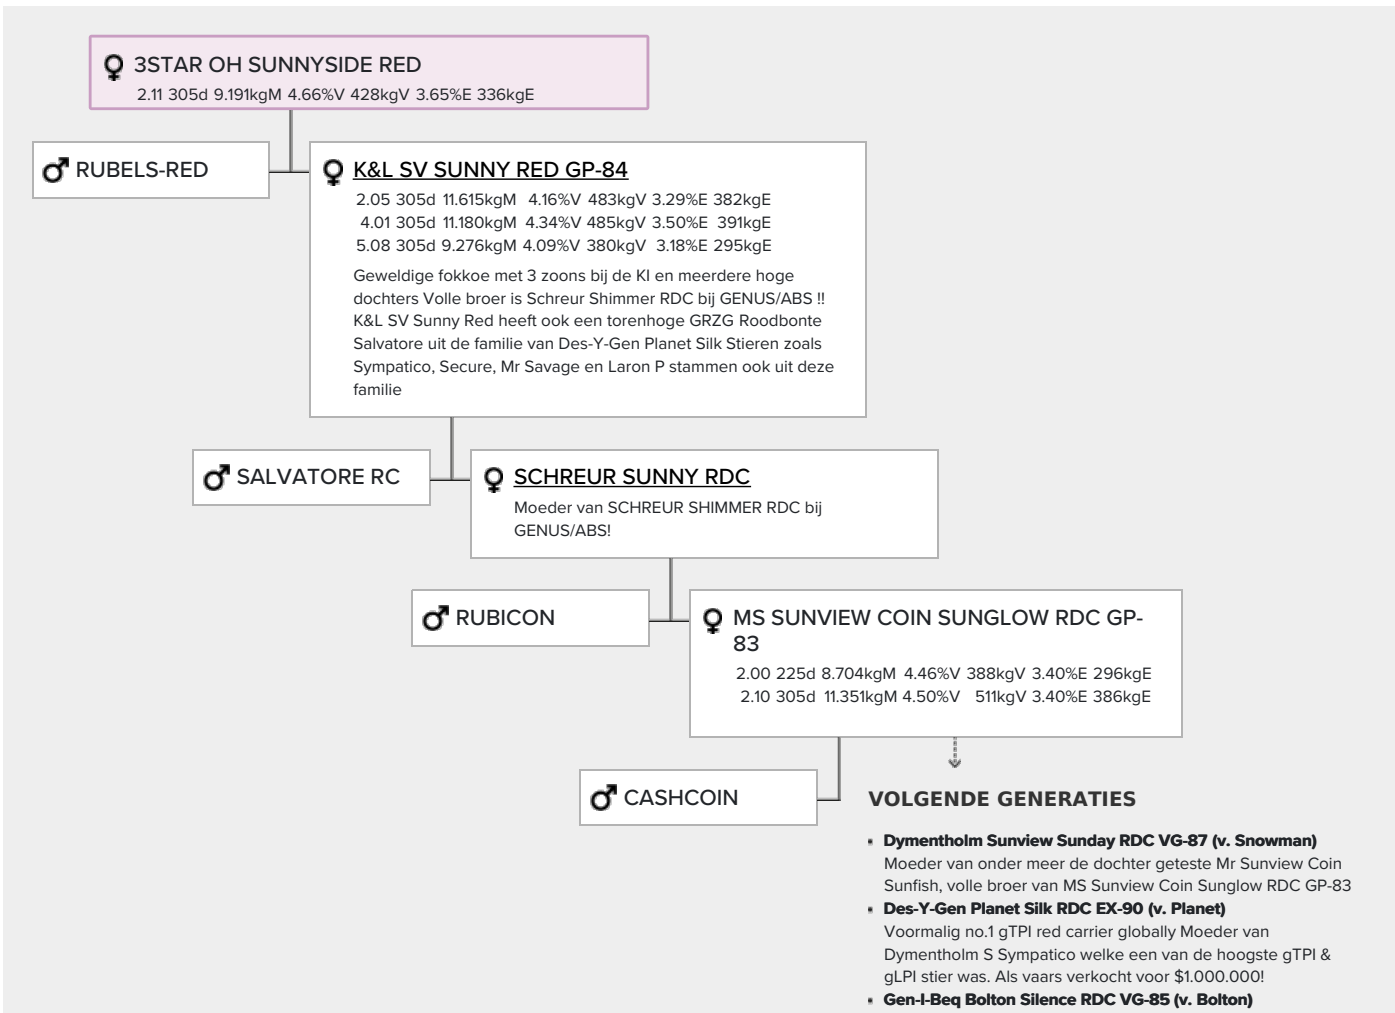 3STAR OH SUNNYSIDE RED
2.11 305d 9.191kgM 4.66%V 428kgV 3.65%E 336kgE
RUBELS-RED
K&L SV SUNNY RED GP-84
2.05 305d 11.615kgM 4.16%V 483kgV 3.29%E 382kgE
4.01 305d 11.180kgM 4.34%V 485kgV 3.50%E 391kgE
5.08 305d 9.276kgM 4.09%V 380kgV 3.18%E 295kgE
Geweldige fokkoe met 3 zoons bij de KI en meerdere hoge
dochters Volle broer is Schreur Shimmer RDC bij GENUS/ABS !!
K&L SV Sunny Red heeft ook een torenhoge GRZG Roodbonte
Salvatore uit de familie van Des-Y-Gen Planet Silk Stieren zoals
Sympatico, Secure, Mr Savage en Laron P stammen ook uit deze
familie
SALVATORE RC
SCHREUR SUNNY RDC
Moeder van SCHREUR SHIMMER RDC bij
GENUS/ABS!
RUBICON
MS SUNVIEW COIN SUNGLOW RDC GP-
83
2.00 225d 8.704kgM 4.46%V 388kgV 3.40%E 296kgE
2.10 305d 11.351kgM 4.50%V 511kgV 3.40%E 386kgE
CASHCOIN
VOLGENDE GENERATIES
▪ Dymentholm Sunview Sunday RDC VG-87 (v. Snowman)
Moeder van onder meer de dochter geteste Mr Sunview Coin
Sunfish, volle broer van MS Sunview Coin Sunglow RDC GP-83
▪ Des-Y-Gen Planet Silk RDC EX-90 (v. Planet)
Voormalig no.1 gTPI red carrier globally Moeder van
Dymentholm S Sympatico welke een van de hoogste gTPI &
gLPI stier was. Als vaars verkocht voor $1.000.000!
▪ Gen-I-Beq Bolton Silence RDC VG-85 (v. Bolton)